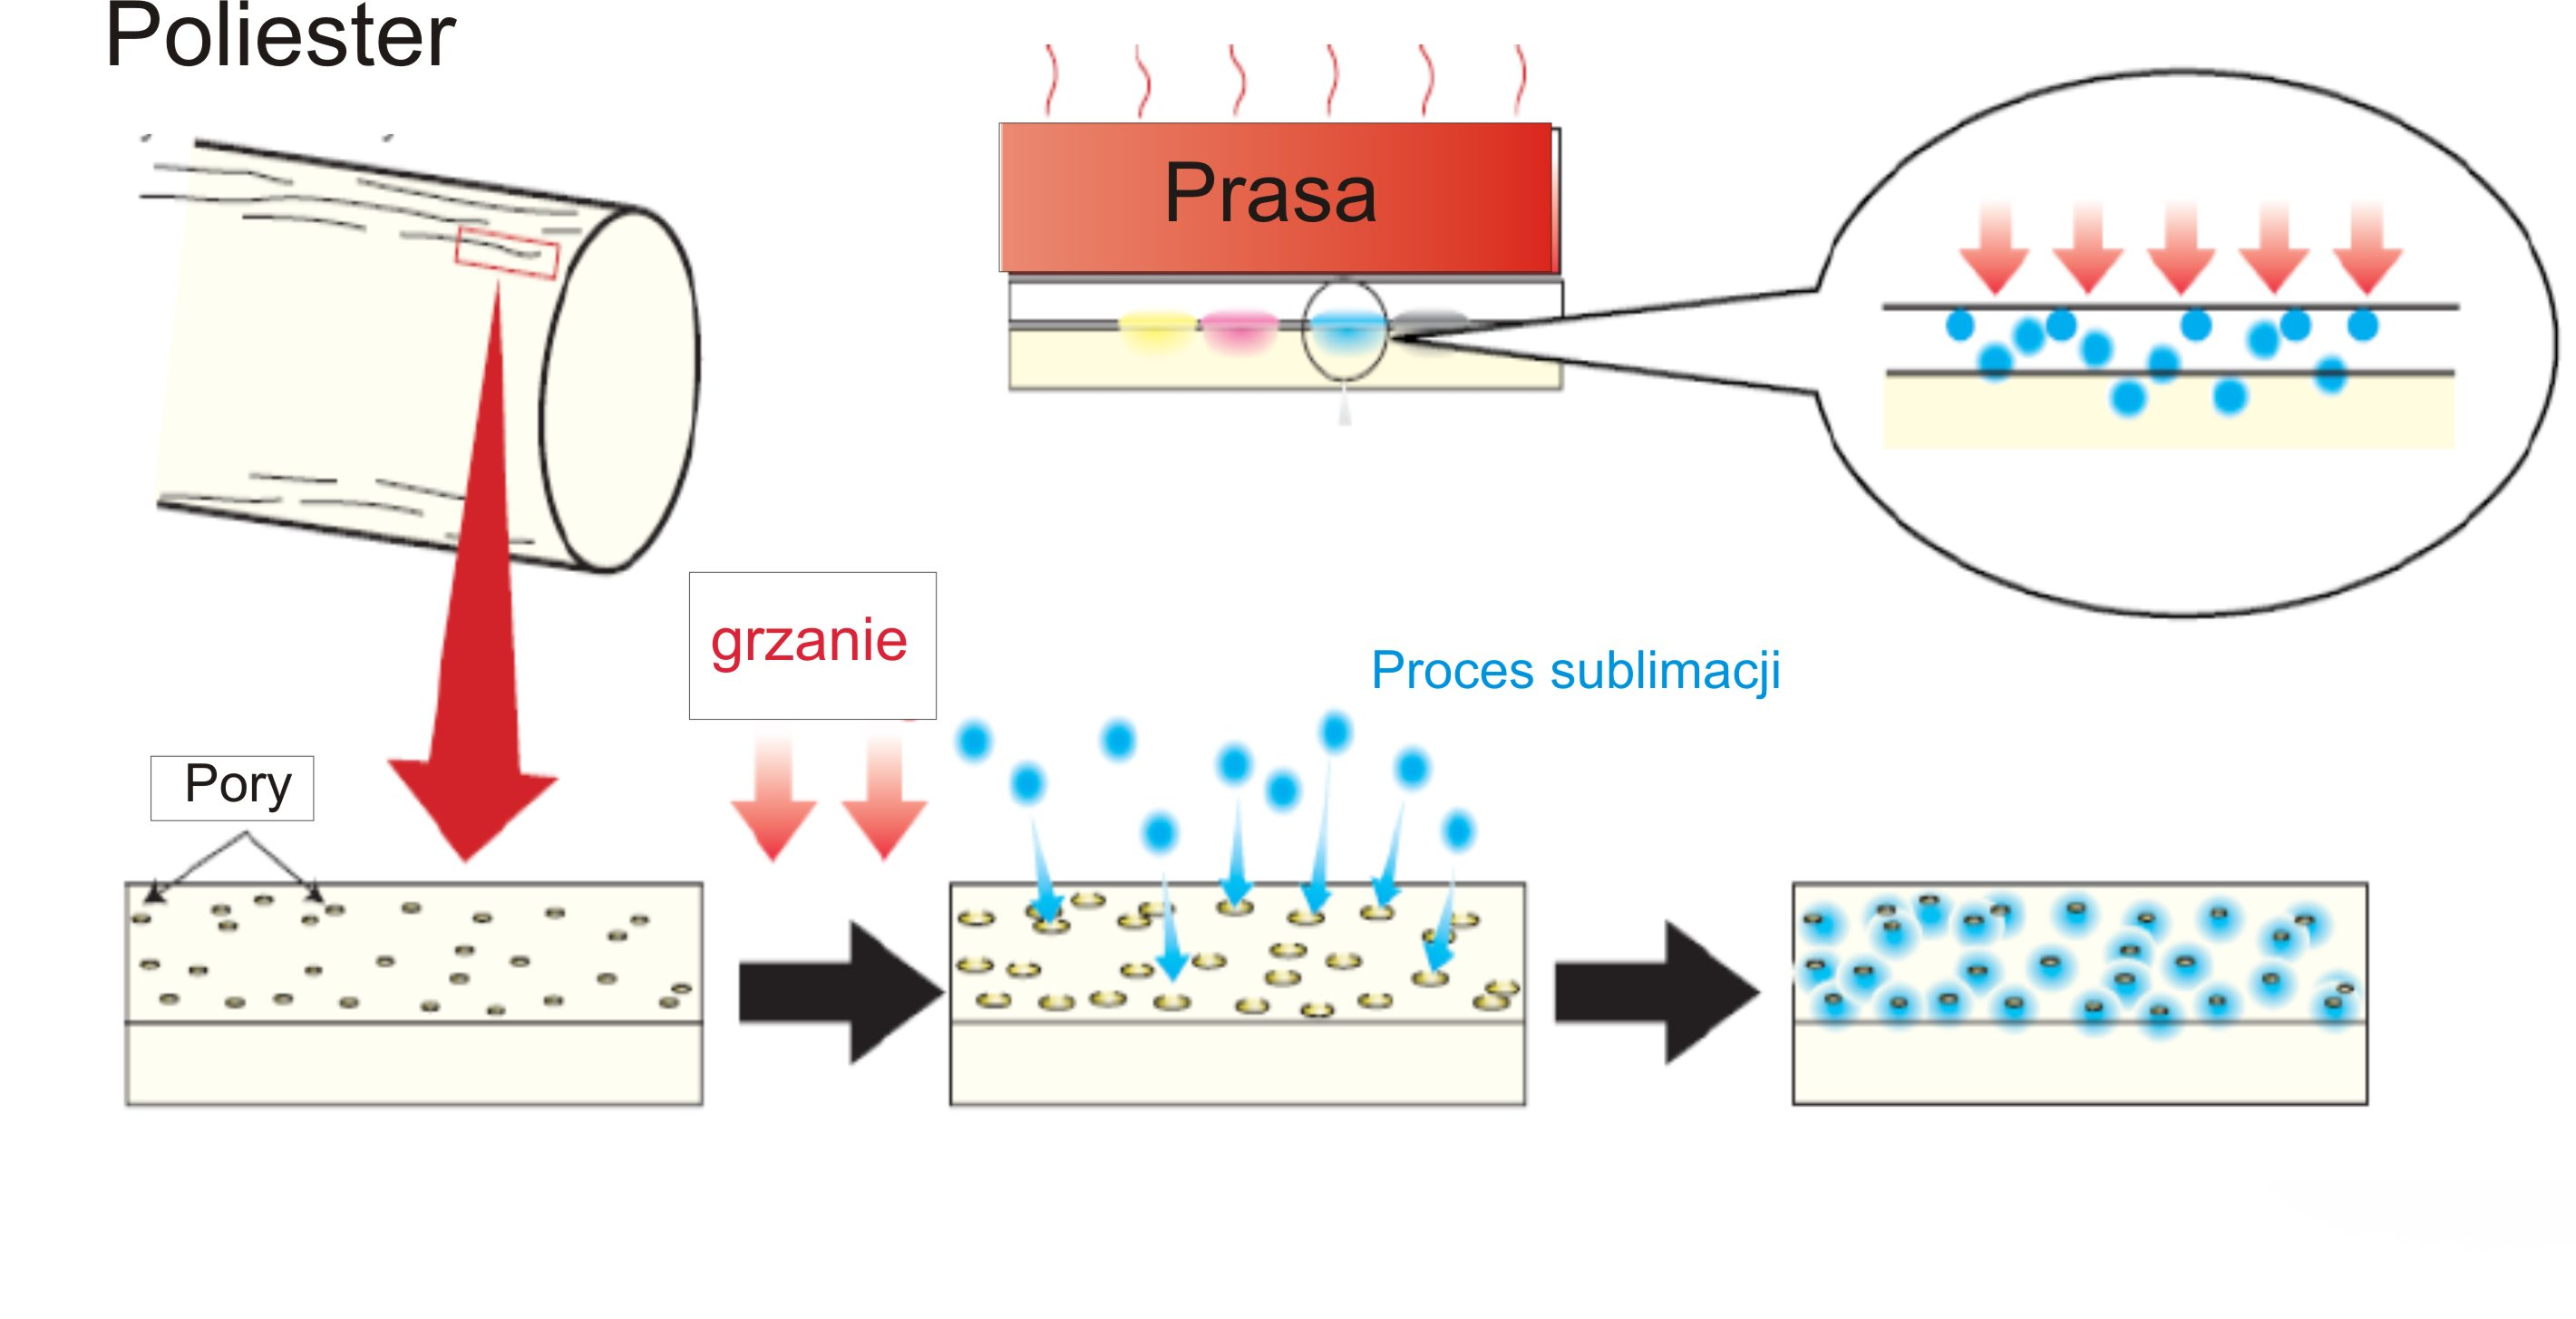 Poliester
Prasa
grzanie
Proces sublimacji
Pory